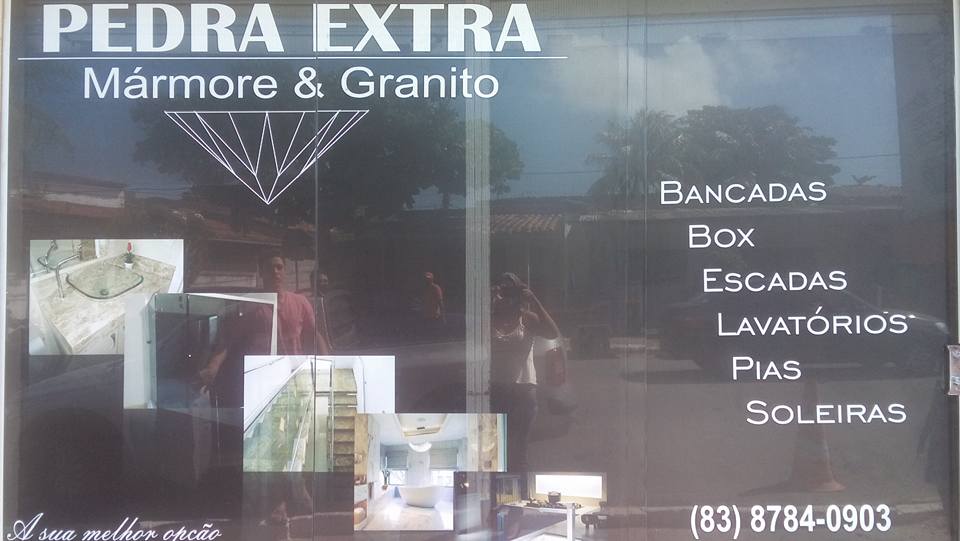 PEDRA EXTRA
Mármore & Granito
BANCADAS
BOX
ESCADAS
LAVATÓRIOS
PIAS
SOLEIRAS
A sua melhor opção
(83) 8784-0903